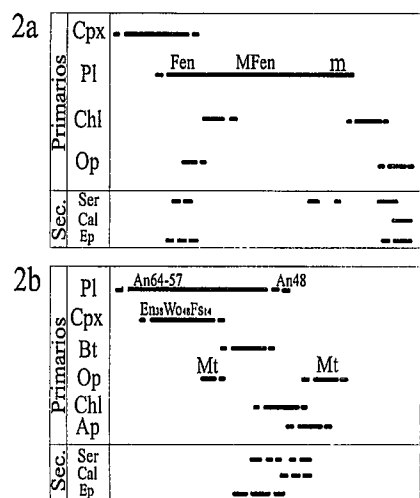 2a
Primarios
Cpx
Fen MFen m
Pl
Chl
Op
Sec.
Ser
Cal
Ep
2b
Primarios
An64-57 An48
Pl
En38Wo48Fs14
Cpx
Bt
Mt Mt
Op
Chl
Ap
Sec.
Ser
Cal
Ep